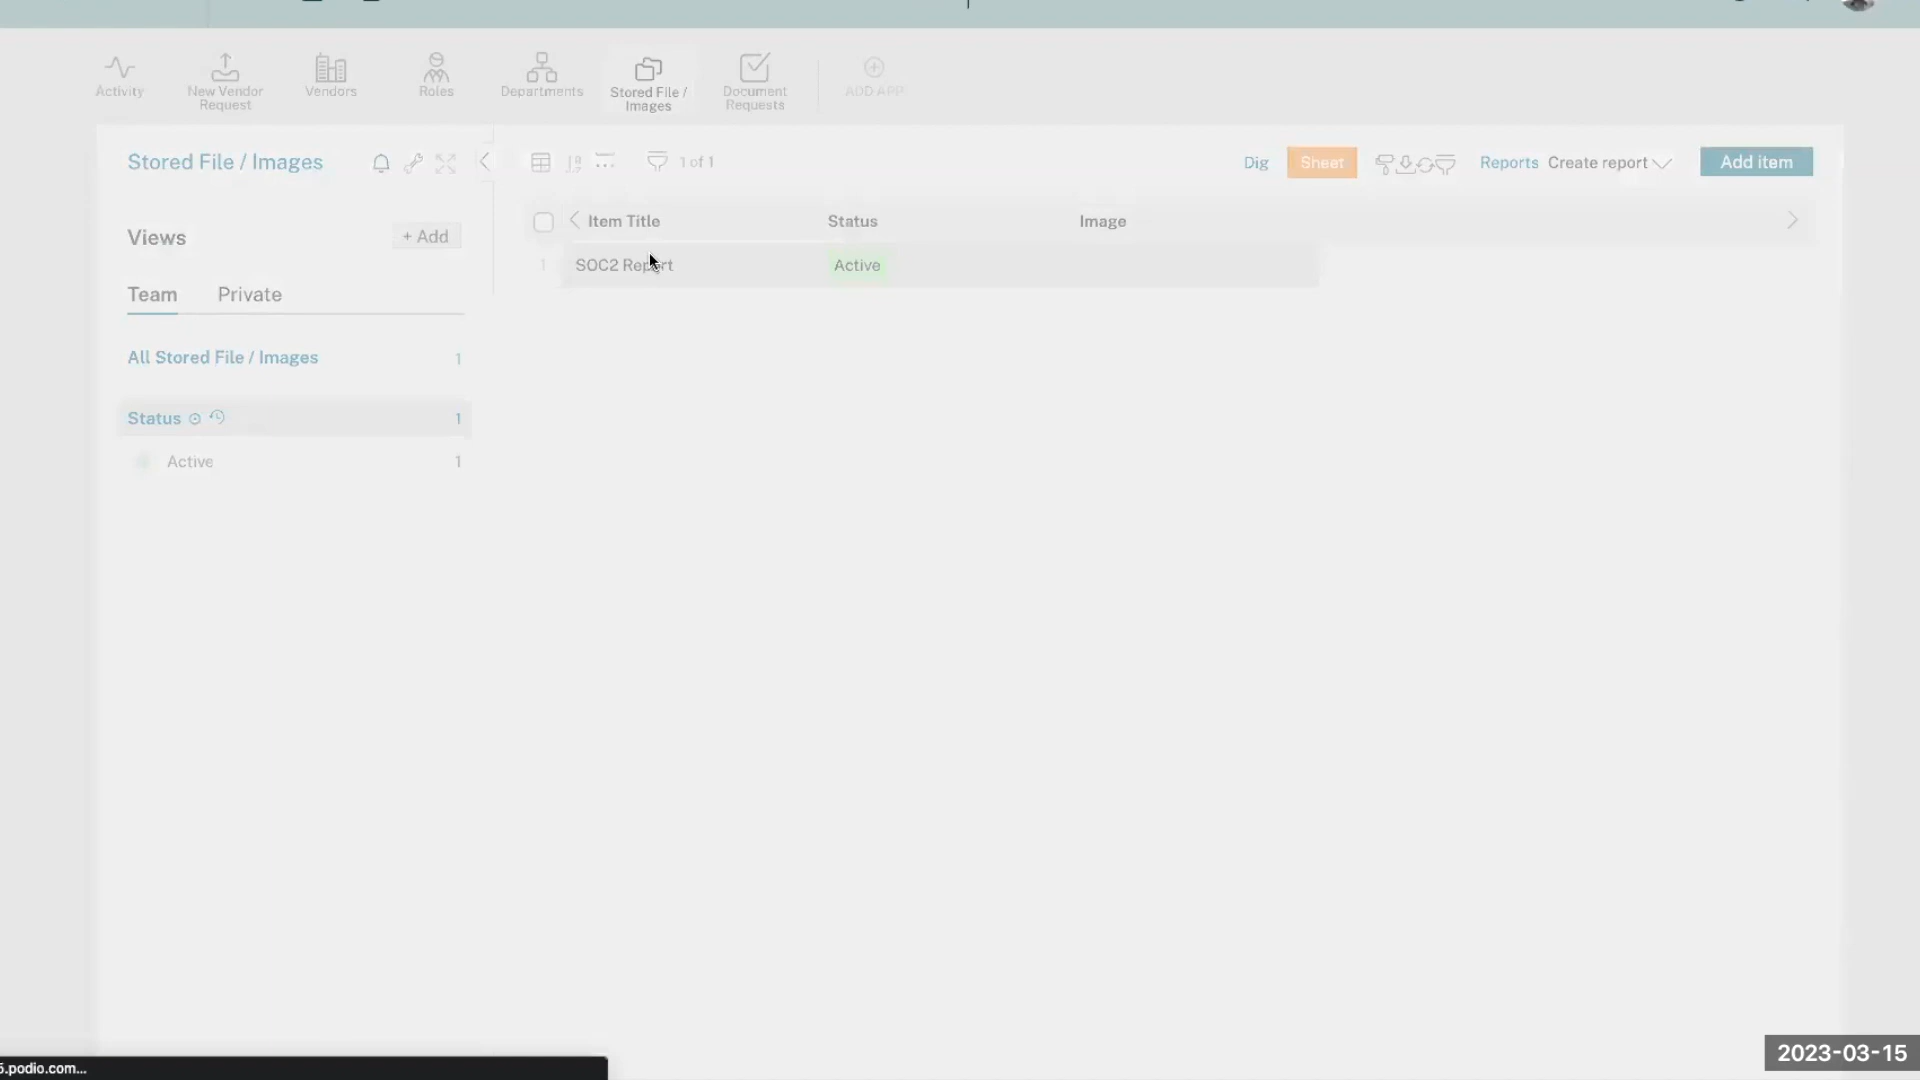 Activity
New Vendor
Request
Vendors
Roles
Departments
Stored File /
Images
Document
Requests
ADD APP
Stored File / Images
1 of 1
Dig
Sheet
Reports
Create report
Add item
Views
+ Add
Item Title
Status
Image
1
SOC2 Report
Active
Team
Private
All Stored File / Images
1
Status
1
Active
1
5.podio.com...
2023-03-15